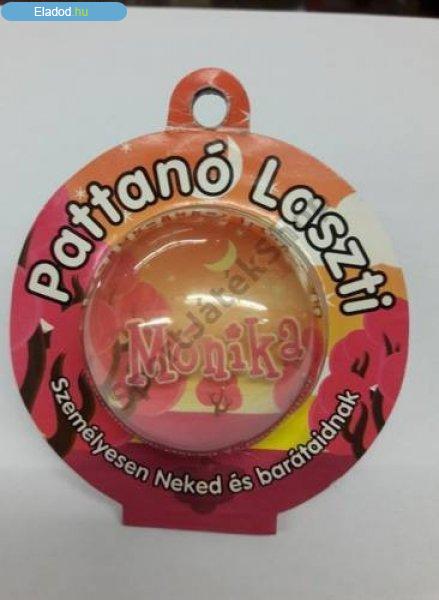 Eladod.hu
Pattanó Laszti
Monika
Személyesen Neked és barátaidnak